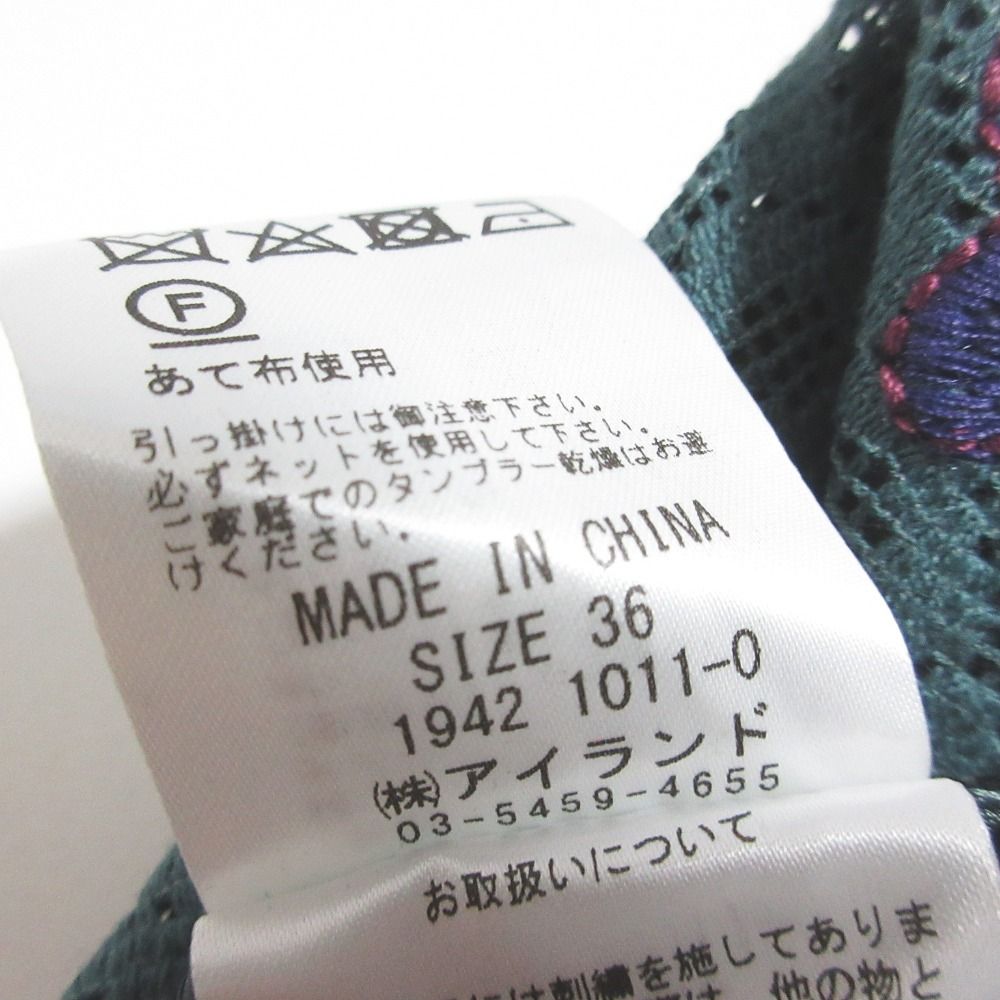 F
あて布使用
引っ掛けには御注意下さい。
必ずネットを使用して下さい。
ご家庭でのタンブラー乾燥はお避
けください。
MADE IN CHINA
SIZE 36
1942 1011-0
(株)アイランド
03-5459-4655
お取扱いについて
には刺繍を施してありま
他の物と